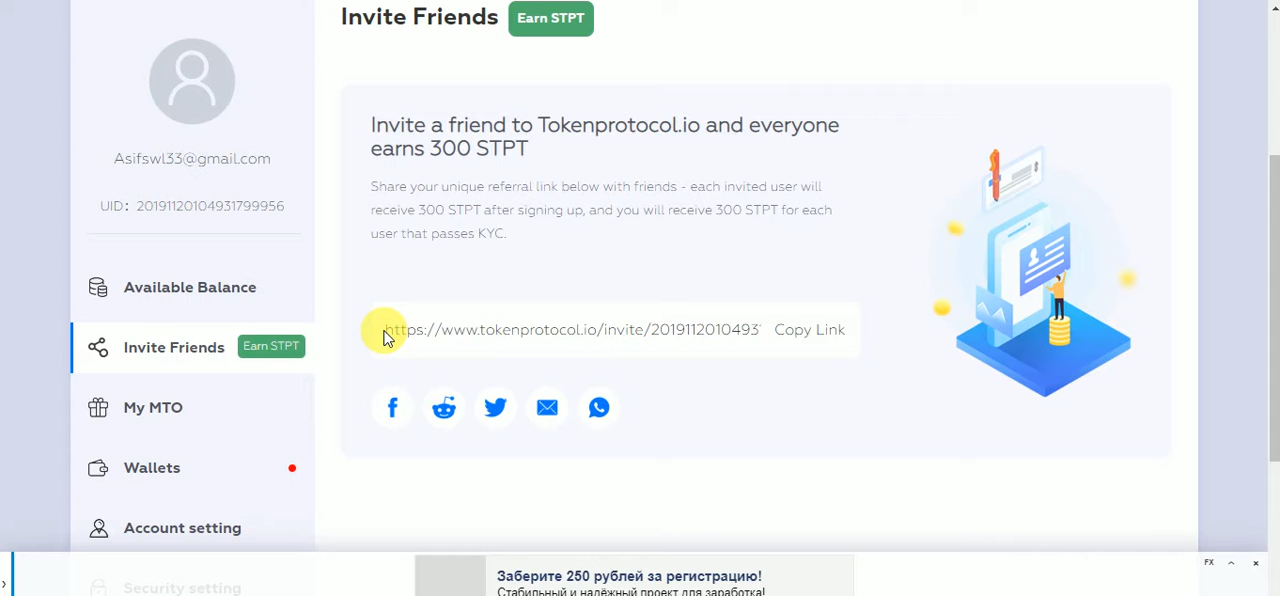 Invite Friends Earn STPT
Invite a friend to Tokenprotocol.io and everyone
earns 300 STPT
Asifswl33@gmail.com
Share your unique referral link below with friends - each invited user will
UID: 20191120104931799956
receive 300 STPT after signing up, and you will receive 300 STPT for each
user that passes KYC.
Available Balance
https://www.tokenprotocol.io/invite/2019112010493 Copy Link
Invite Friends Earn STPT
My MTO
Wallets
Account setting
Security setting
FX
Заберите 250 рублей за регистрацию!
Стабильный и надёжный проект для заработка!